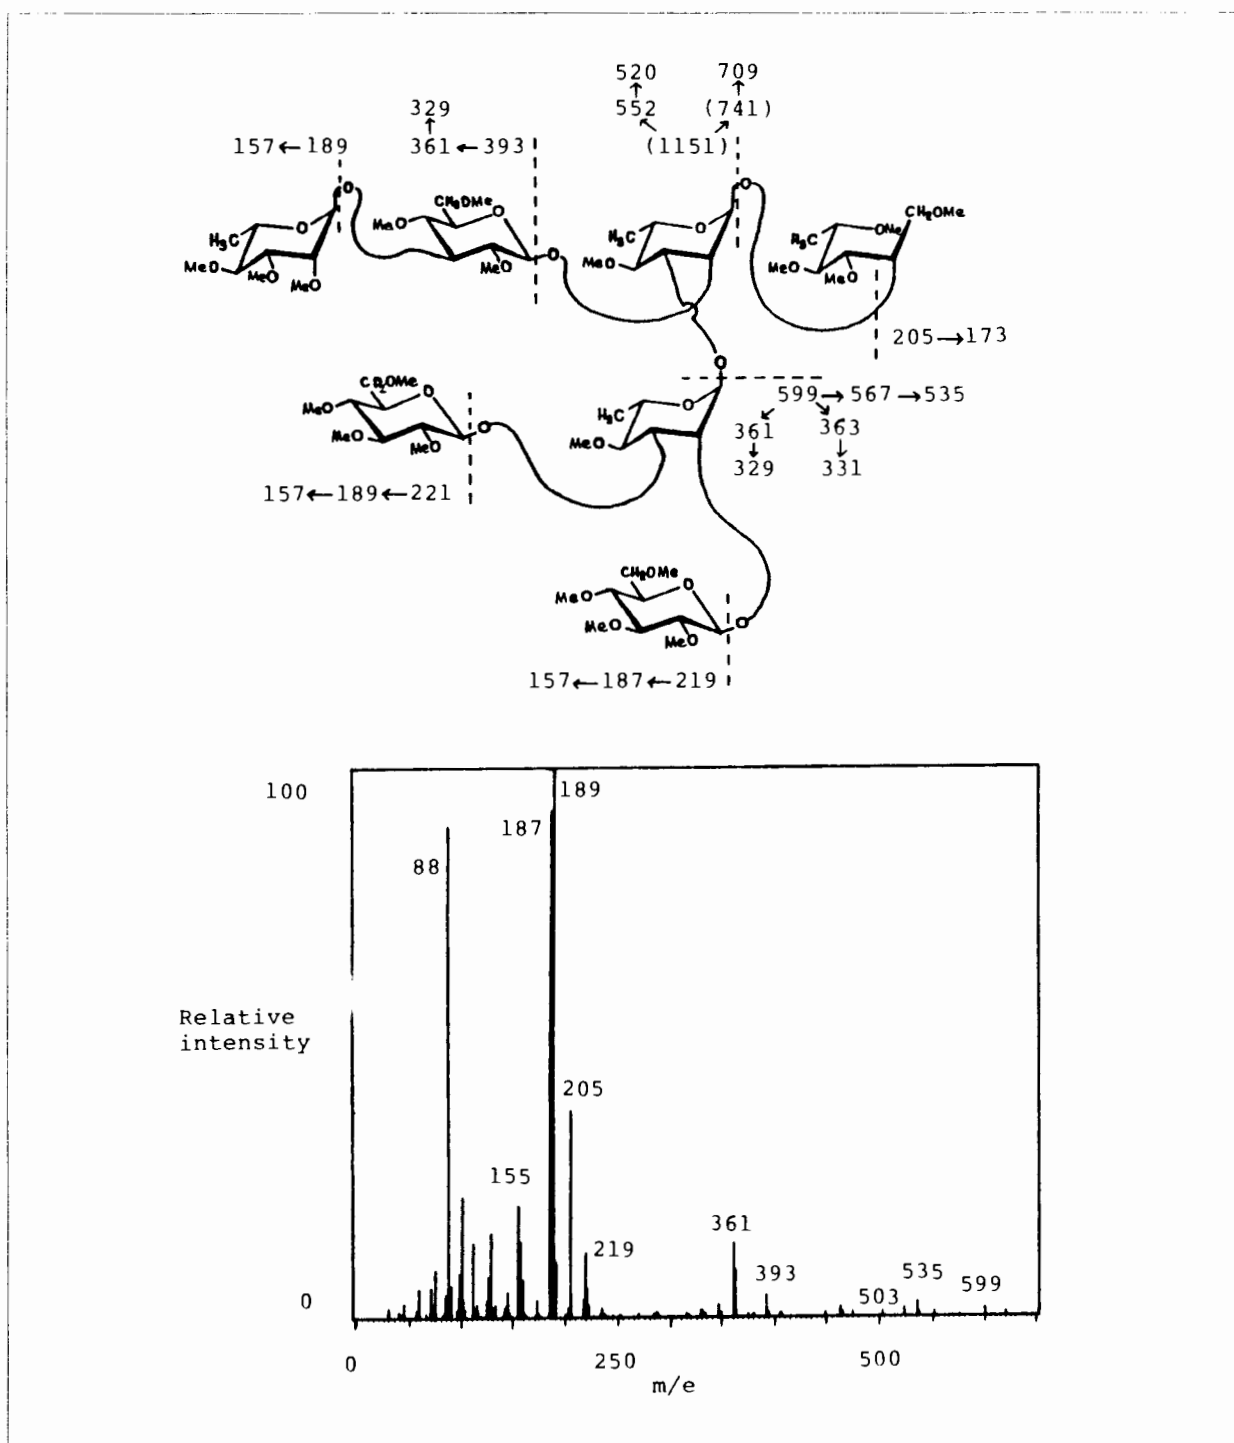 520 709
↑ ↑
329 552 (741)
↑ ↖ ↗
157←189 361←393 (1151)
O O O
CH2OMe CH2OMe
O MeO O O O OMe
H3C H3C H3C
O
MeO MeO MeO MeO
MeO MeO MeO
205→173
O
CH2OMe O
599→567→535
MeO O H3C O
↙ ↘
MeO MeO MeO 361 363
↓ ↓
329 331
157←189←221
CH2OMe O
MeO
MeO MeO O
157←187←219
100
189
187
88
Relative
intensity
205
155
361
219
393
535
503 599
0
0 250 500
m/e